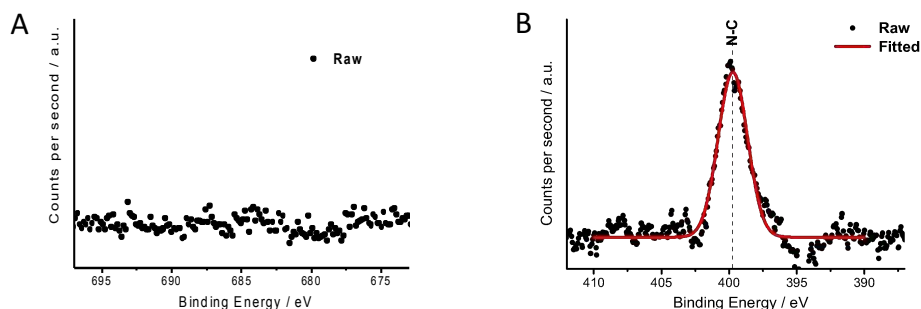 A
Counts per second / a.u.
Raw
695 690 685 680 675
Binding Energy / eV
B
Counts per second / a.u.
N-C
Raw
Fitted
410 405 400 395 390
Binding Energy / eV